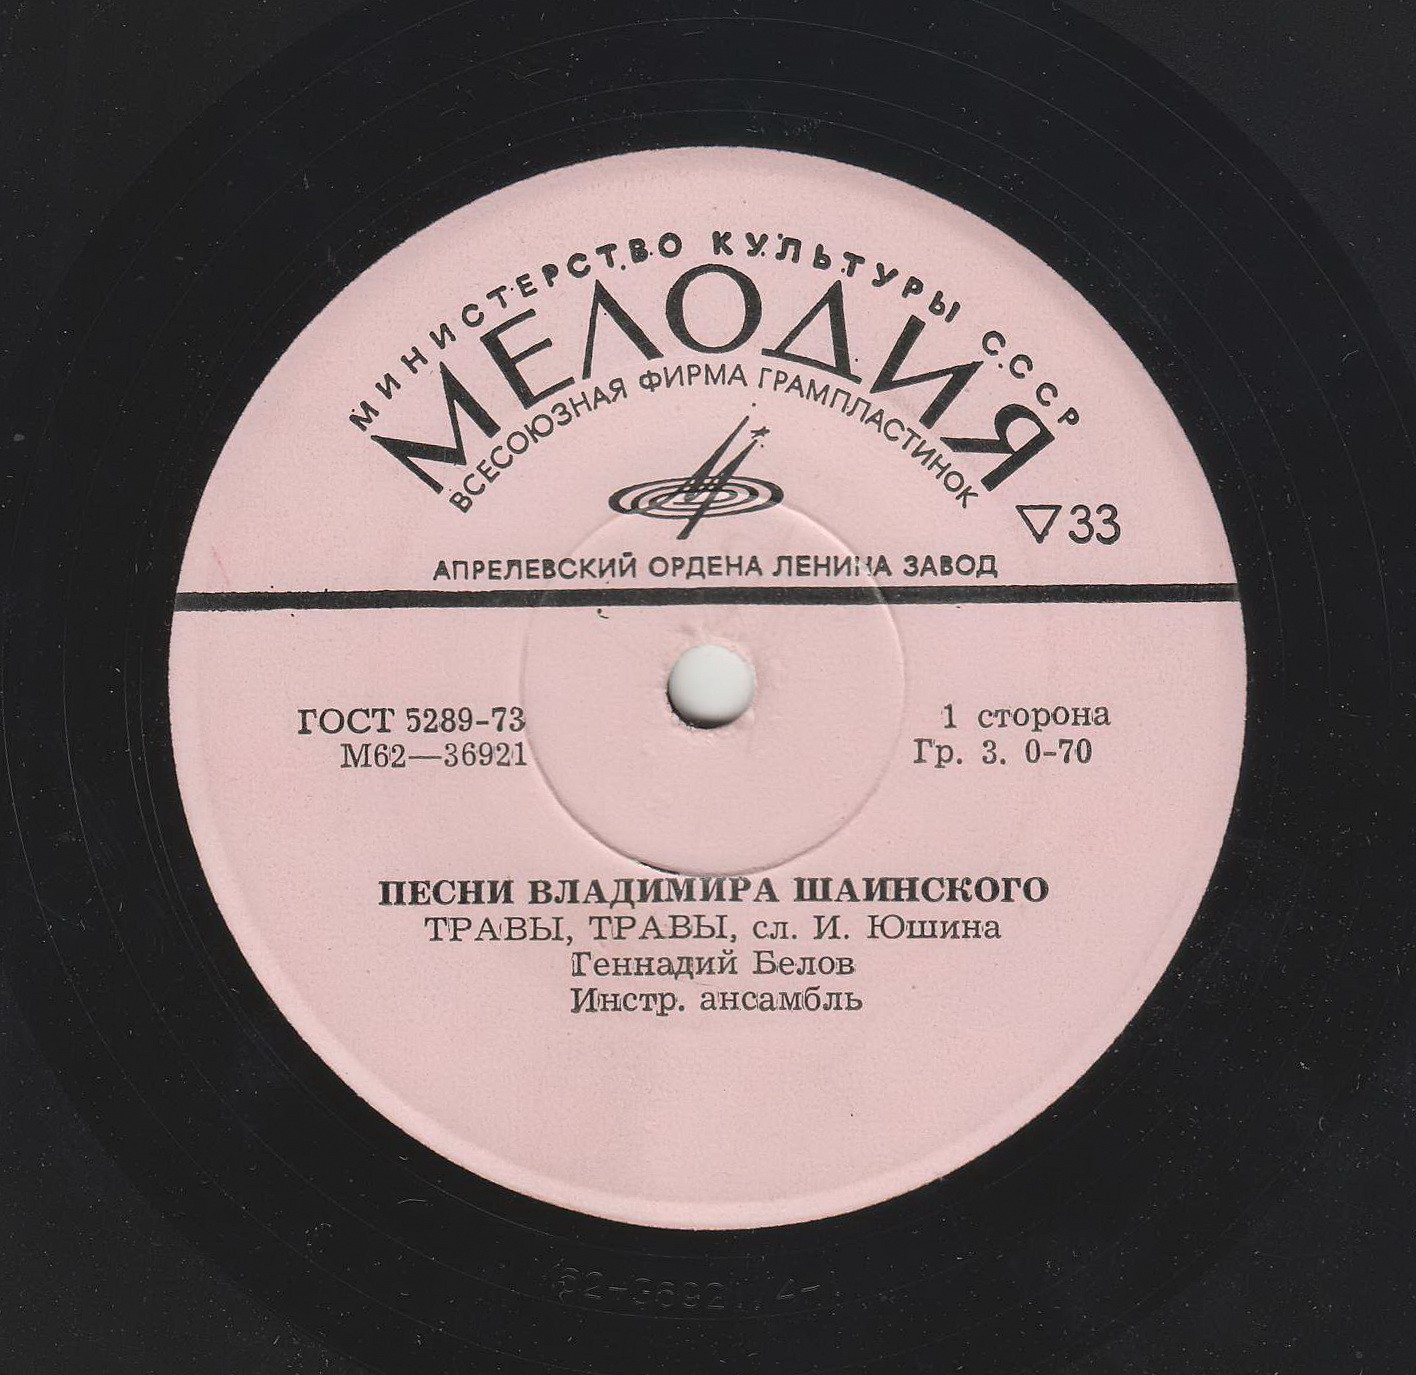 МИНИСТЕРСТВО КУЛЬТУРЫ СССР
МЕЛОДИЯ
ВСЕСОЮЗНАЯ ФИРМА ГРАМПЛАСТИНОК
33
АПРЕЛЕВСКИЙ ОРДЕНА ЛЕНИНА ЗАВОД
ГОСТ 5289-73
М62—36921
1 сторона
Гр. 3. 0-70
ПЕСНИ ВЛАДИМИРА ШАИНСКОГО
ТРАВЫ, ТРАВЫ, сл. И. Юшина
Геннадий Белов
Инстр. ансамбль